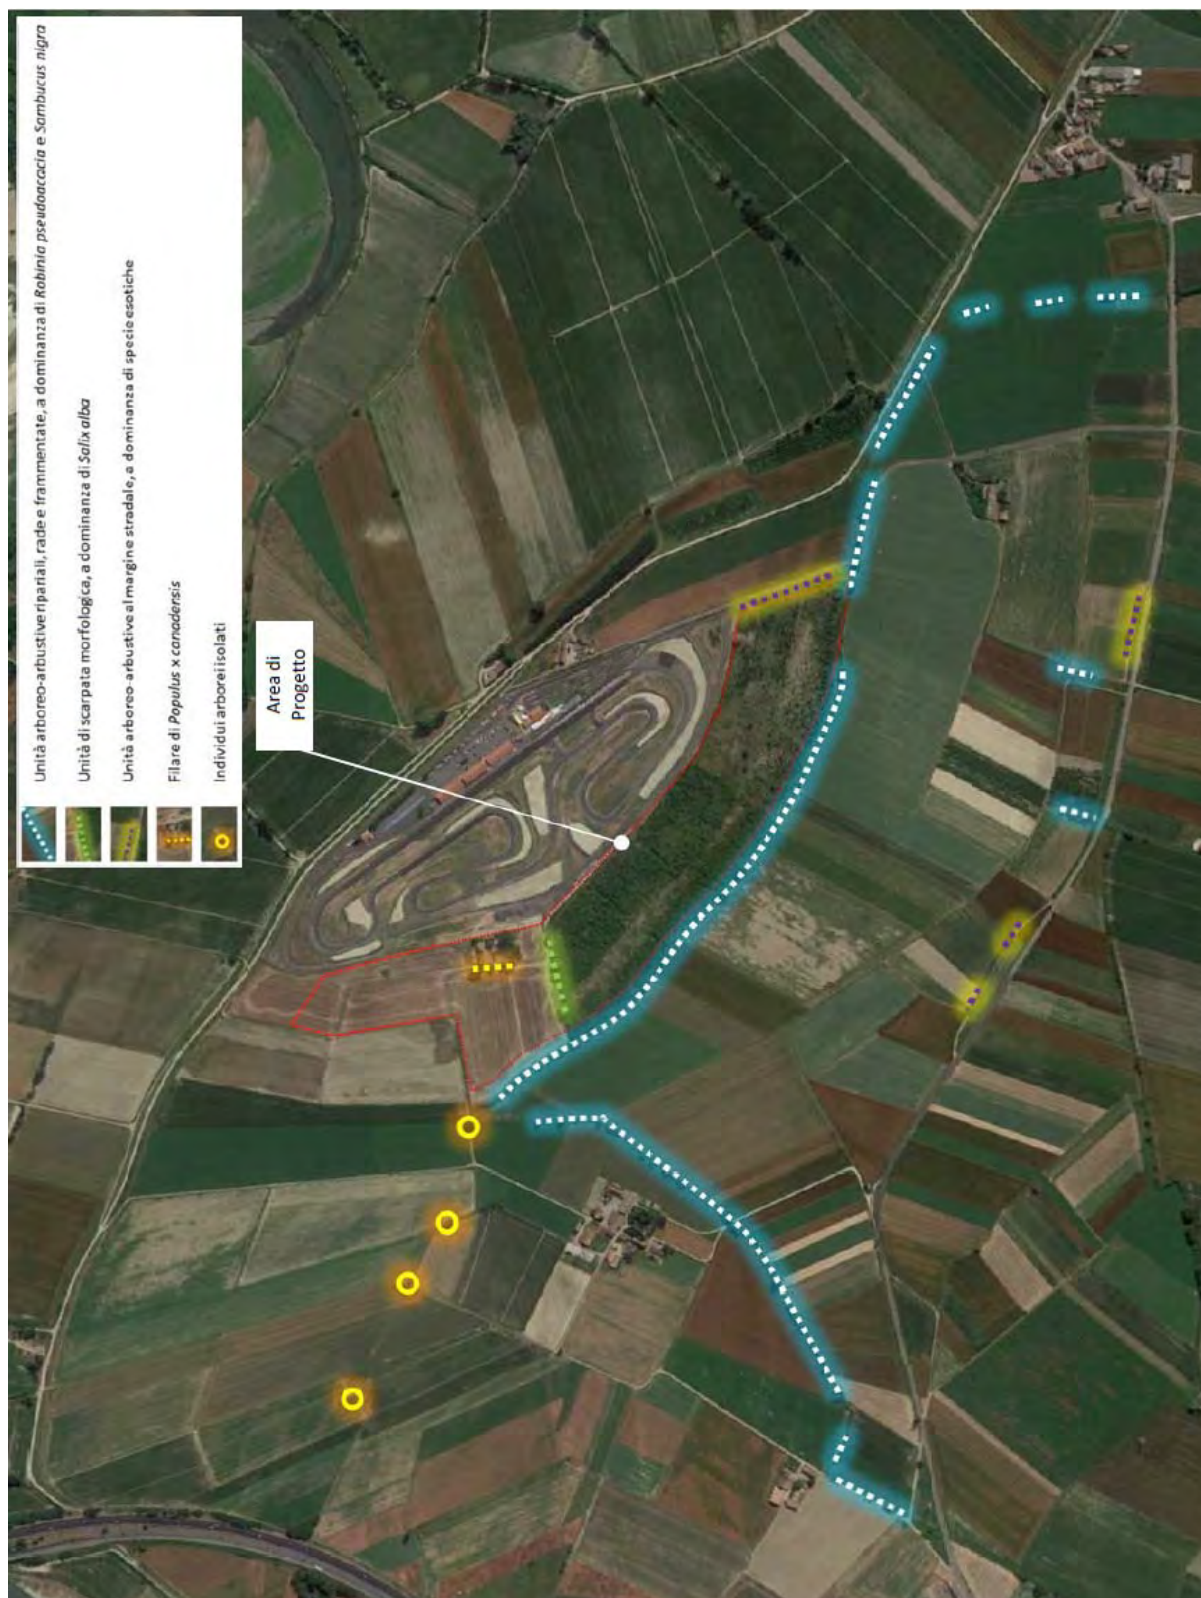 Unità arboreo-arbustive ripariali, rade e frammentate, a dominanza di Robinia pseudoaccacia e Sambucus nigra
Unità di scarpata morfologica, a dominanza di Salix alba
Unità arboreo-arbustive al margine stradale, a dominanza di specie esotiche
Filare di Populus x canadensis
Individui arborei isolati
Area di
Progetto